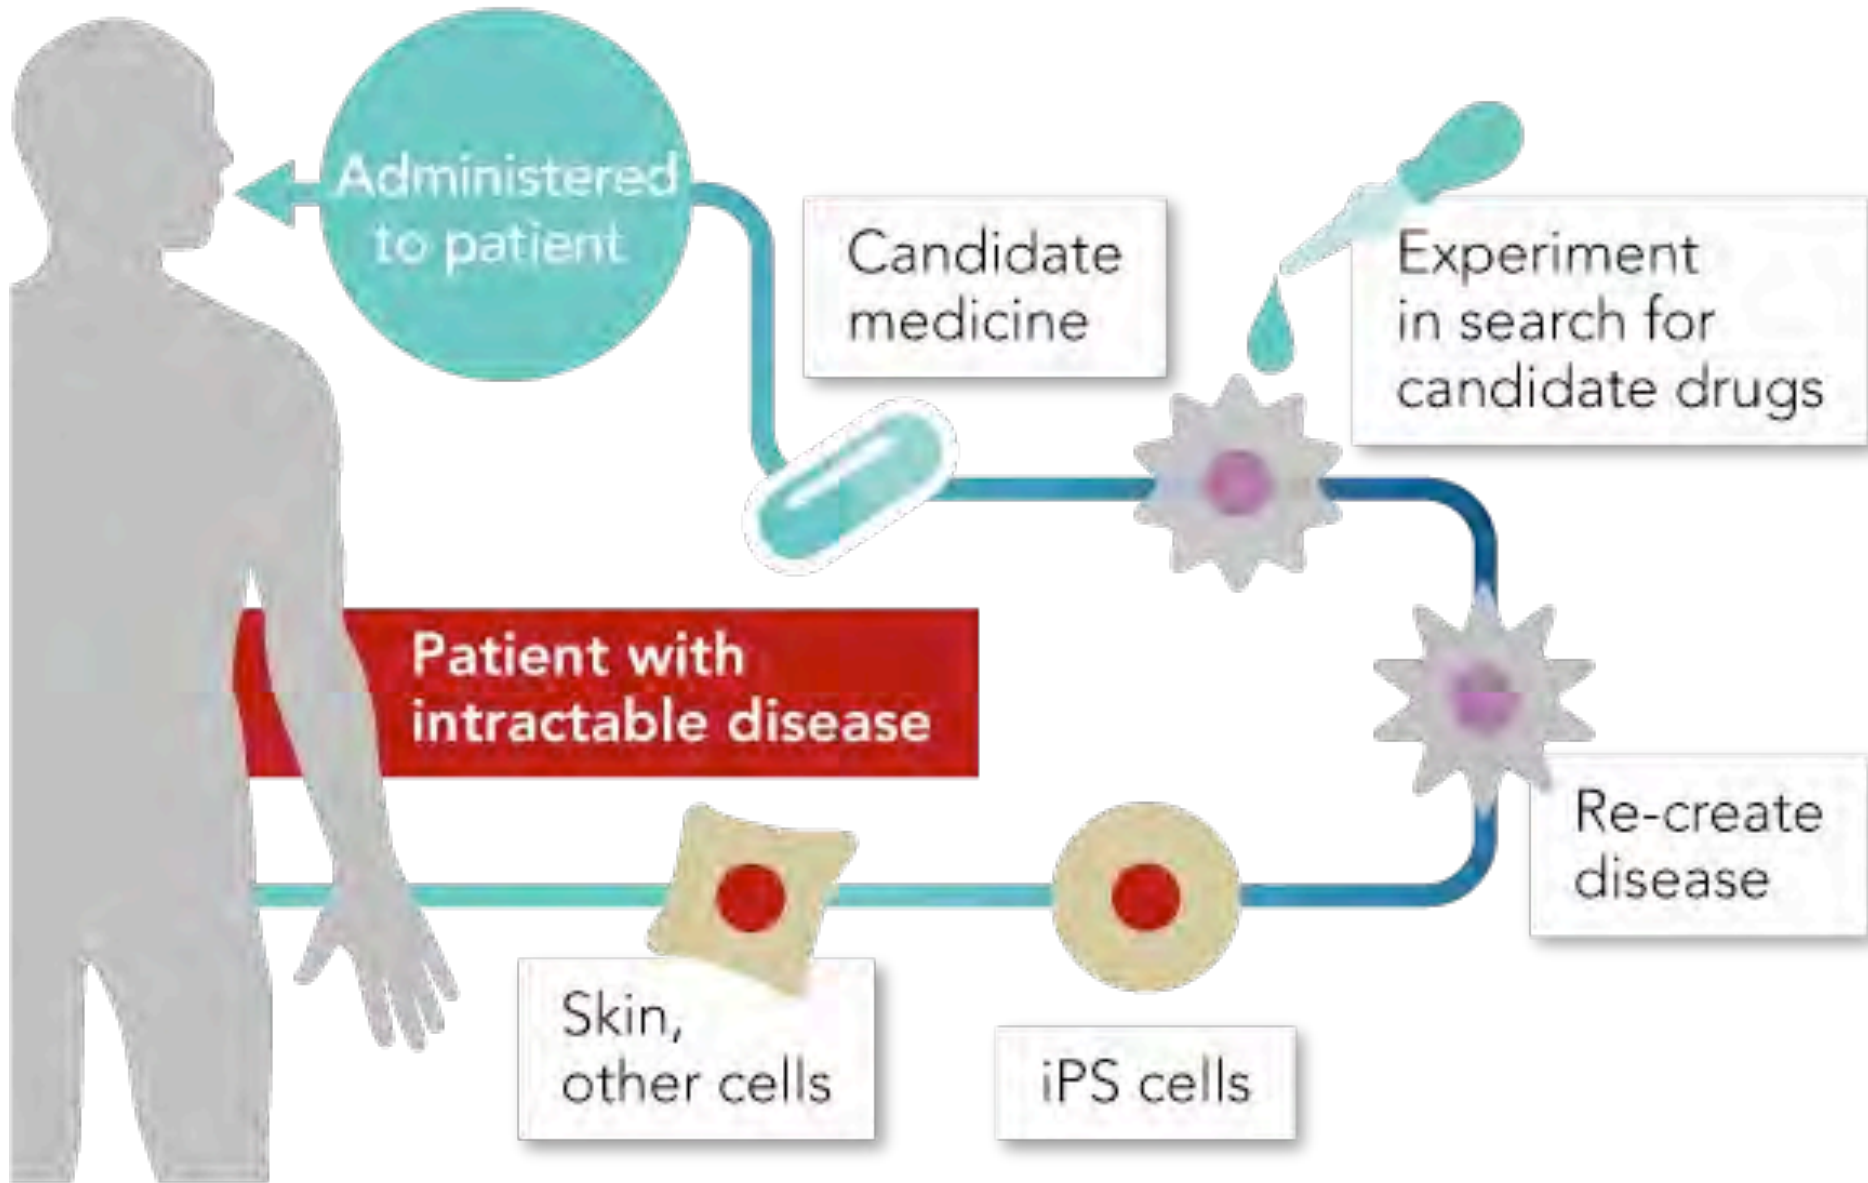 Administered
to patient
Candidate
medicine
Experiment
in search for
candidate drugs
Patient with
intractable disease
Re-create
disease
Skin,
other cells
iPS cells